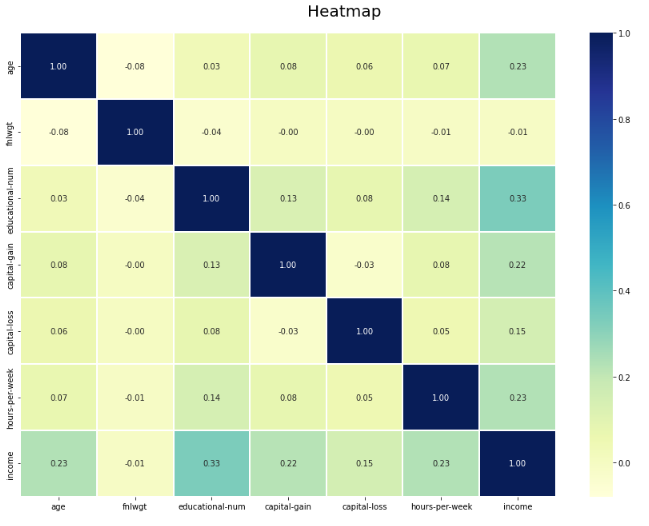 Heatmap
age 1.00 -0.08 0.03 0.08 0.06 0.07 0.23
fnlwgt -0.08 1.00 -0.04 -0.00 -0.00 -0.01 -0.01
educational-num 0.03 -0.04 1.00 0.13 0.08 0.14 0.33
capital-gain 0.08 -0.00 0.13 1.00 -0.03 0.08 0.22
capital-loss 0.06 -0.00 0.08 -0.03 1.00 0.05 0.15
hours-per-week 0.07 -0.01 0.14 0.08 0.05 1.00 0.23
income 0.23 -0.01 0.33 0.22 0.15 0.23 1.00
age fnlwgt educational-num capital-gain capital-loss hours-per-week income
1.0
0.8
0.6
0.4
0.2
0.0